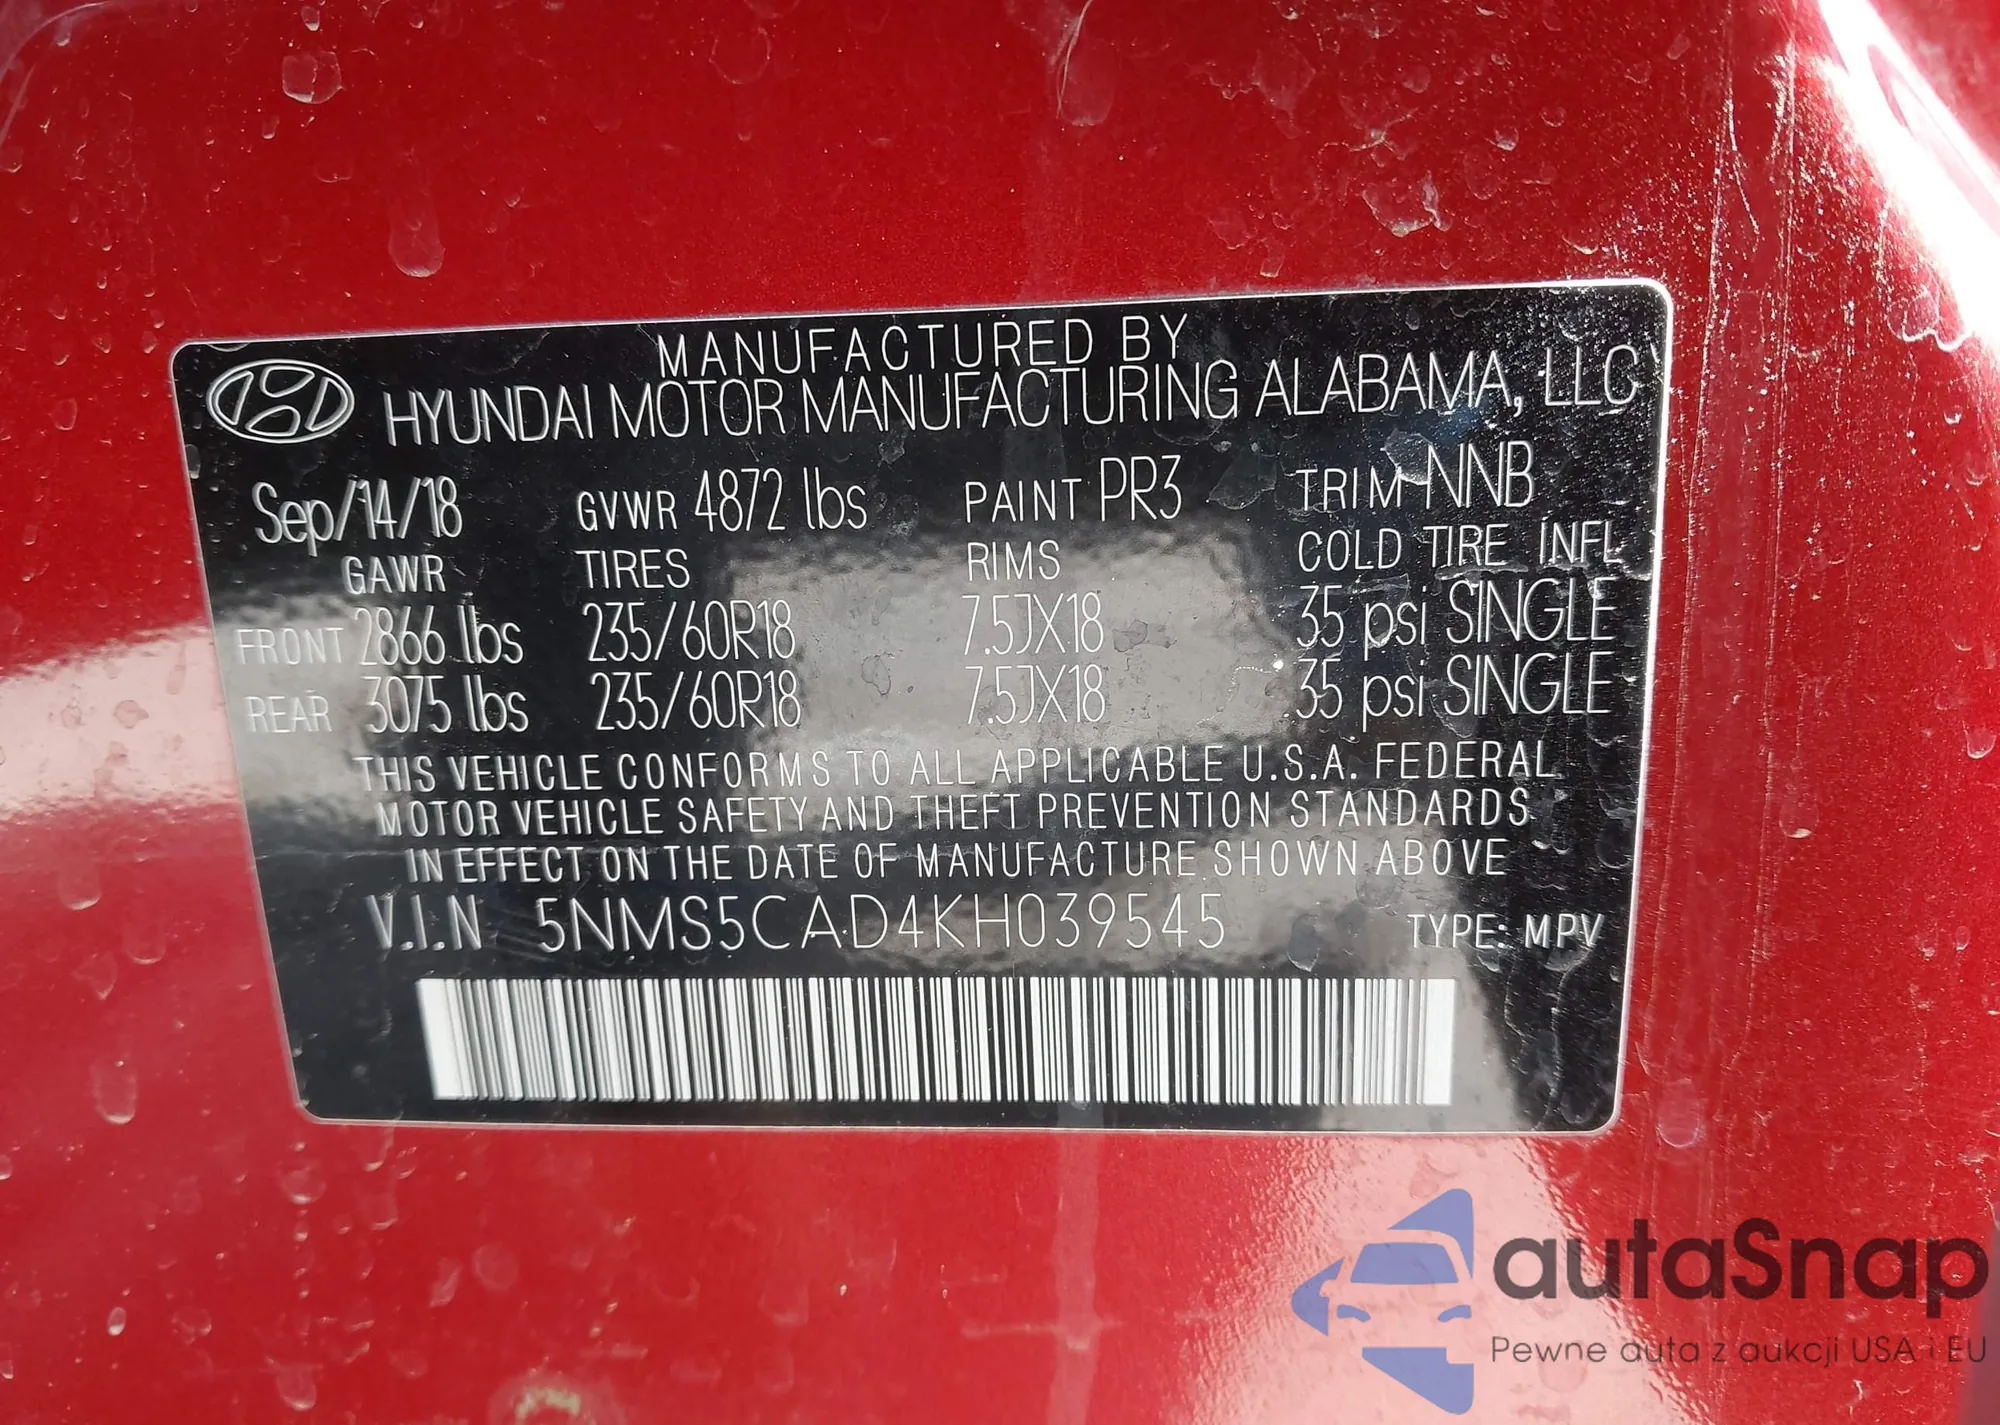 MANUFACTURED BY
HYUNDAI MOTOR MANUFACTURING ALABAMA, LLC
Sep/14/18 GVWR 4872 lbs PAINT PR3 TRIM NNB
GAWR TIRES RIMS COLD TIRE INFL
FRONT 2866 lbs 235/60R18 7.5JX18 35 psi SINGLE
REAR 3075 lbs 235/60R18 7.5JX18 35 psi SINGLE
THIS VEHICLE CONFORMS TO ALL APPLICABLE U.S.A. FEDERAL
MOTOR VEHICLE SAFETY AND THEFT PREVENTION STANDARDS
IN EFFECT ON THE DATE OF MANUFACTURE SHOWN ABOVE
V.I.N 5NMS5CAD4KH039545 TYPE: MPV
autaSnap
Pewne auta z aukcji USA i EU